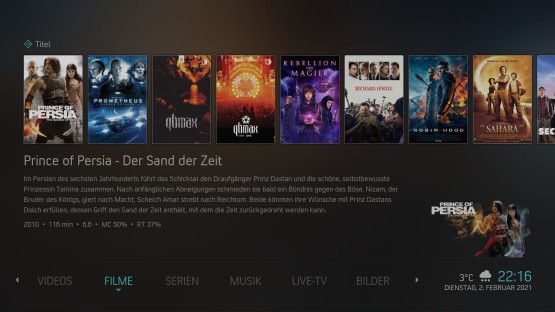 Titel
PRINCE OF
PERSIA
PROMETHEUS
qbmax
qbmax
REBELLION
DER
MAGIER
RICHARD JEWELL
ROBIN HOOD
SAHARA
SEC
Prince of Persia - Der Sand der Zeit
Im Persien des sechsten Jahrhunderts führt das Schicksal den Draufgänger Prinz Dastan und die schöne, selbstbewusste
Prinzessin Tamina zusammen. Nach anfänglichen Abneigungen schmieden sie bald ein Bündnis gegen das Böse. Nizam, der
Bruder des Königs, giert nach Macht, Scheich Amar strebt nach Reichtum. Beide könnten ihre Wünsche mit Prinz Dastans
Dolch erfüllen, dessen Griff den Sand der Zeit enthält, mit dem die Zeit zurückgedreht werden kann.
2010 • 116 min • 6.6 • MC 50% • RT 37%
PRINCE OF
PERSIA
VIDEOS FILME SERIEN MUSIK LIVE-TV BILDER
3°C 22:16
DIENSTAG, 2. FEBRUAR 2021